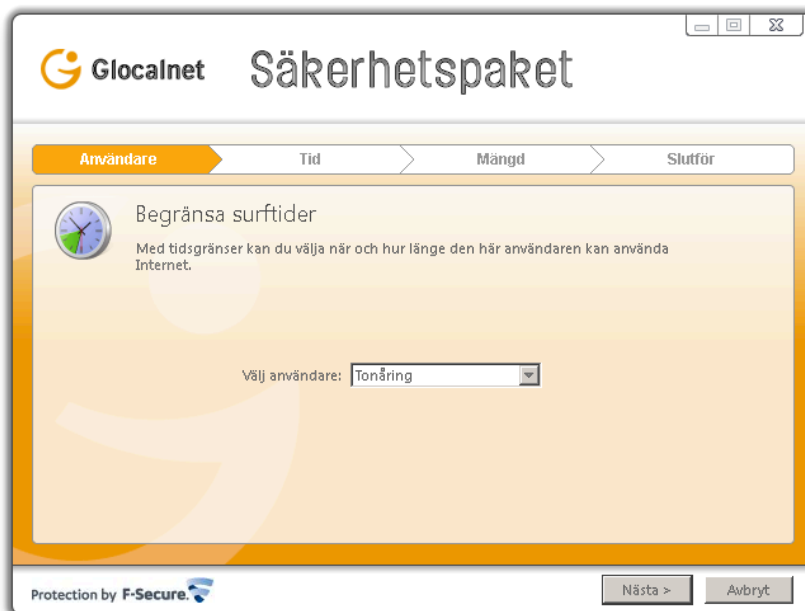 Glocalnet
Säkerhetspaket
Användare
Tid
Mängd
Slutför
Begränsa surftider
Med tidsgränser kan du välja när och hur länge den här användaren kan använda
Internet.
Välj användare: Tonåring
Protection by F-Secure.
Nästa >
Avbryt